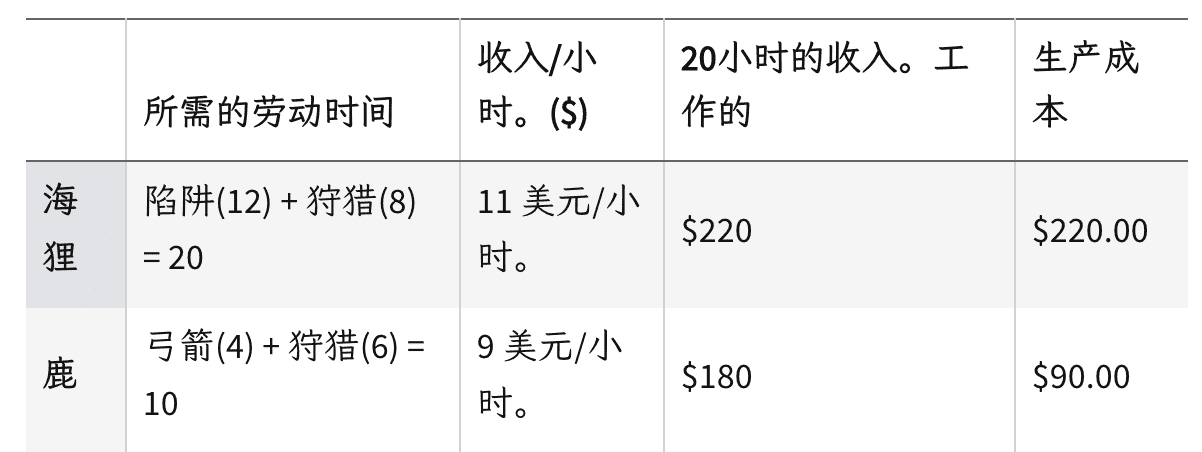 所需的劳动时间
收入/小
时。($)
20小时的收入。工
作的
生产成
本
海
狸
陷阱(12) + 狩猎(8)
= 20
11 美元/小
时。
$220
$220.00
鹿
弓箭(4) + 狩猎(6) =
10
9 美元/小
时。
$180
$90.00